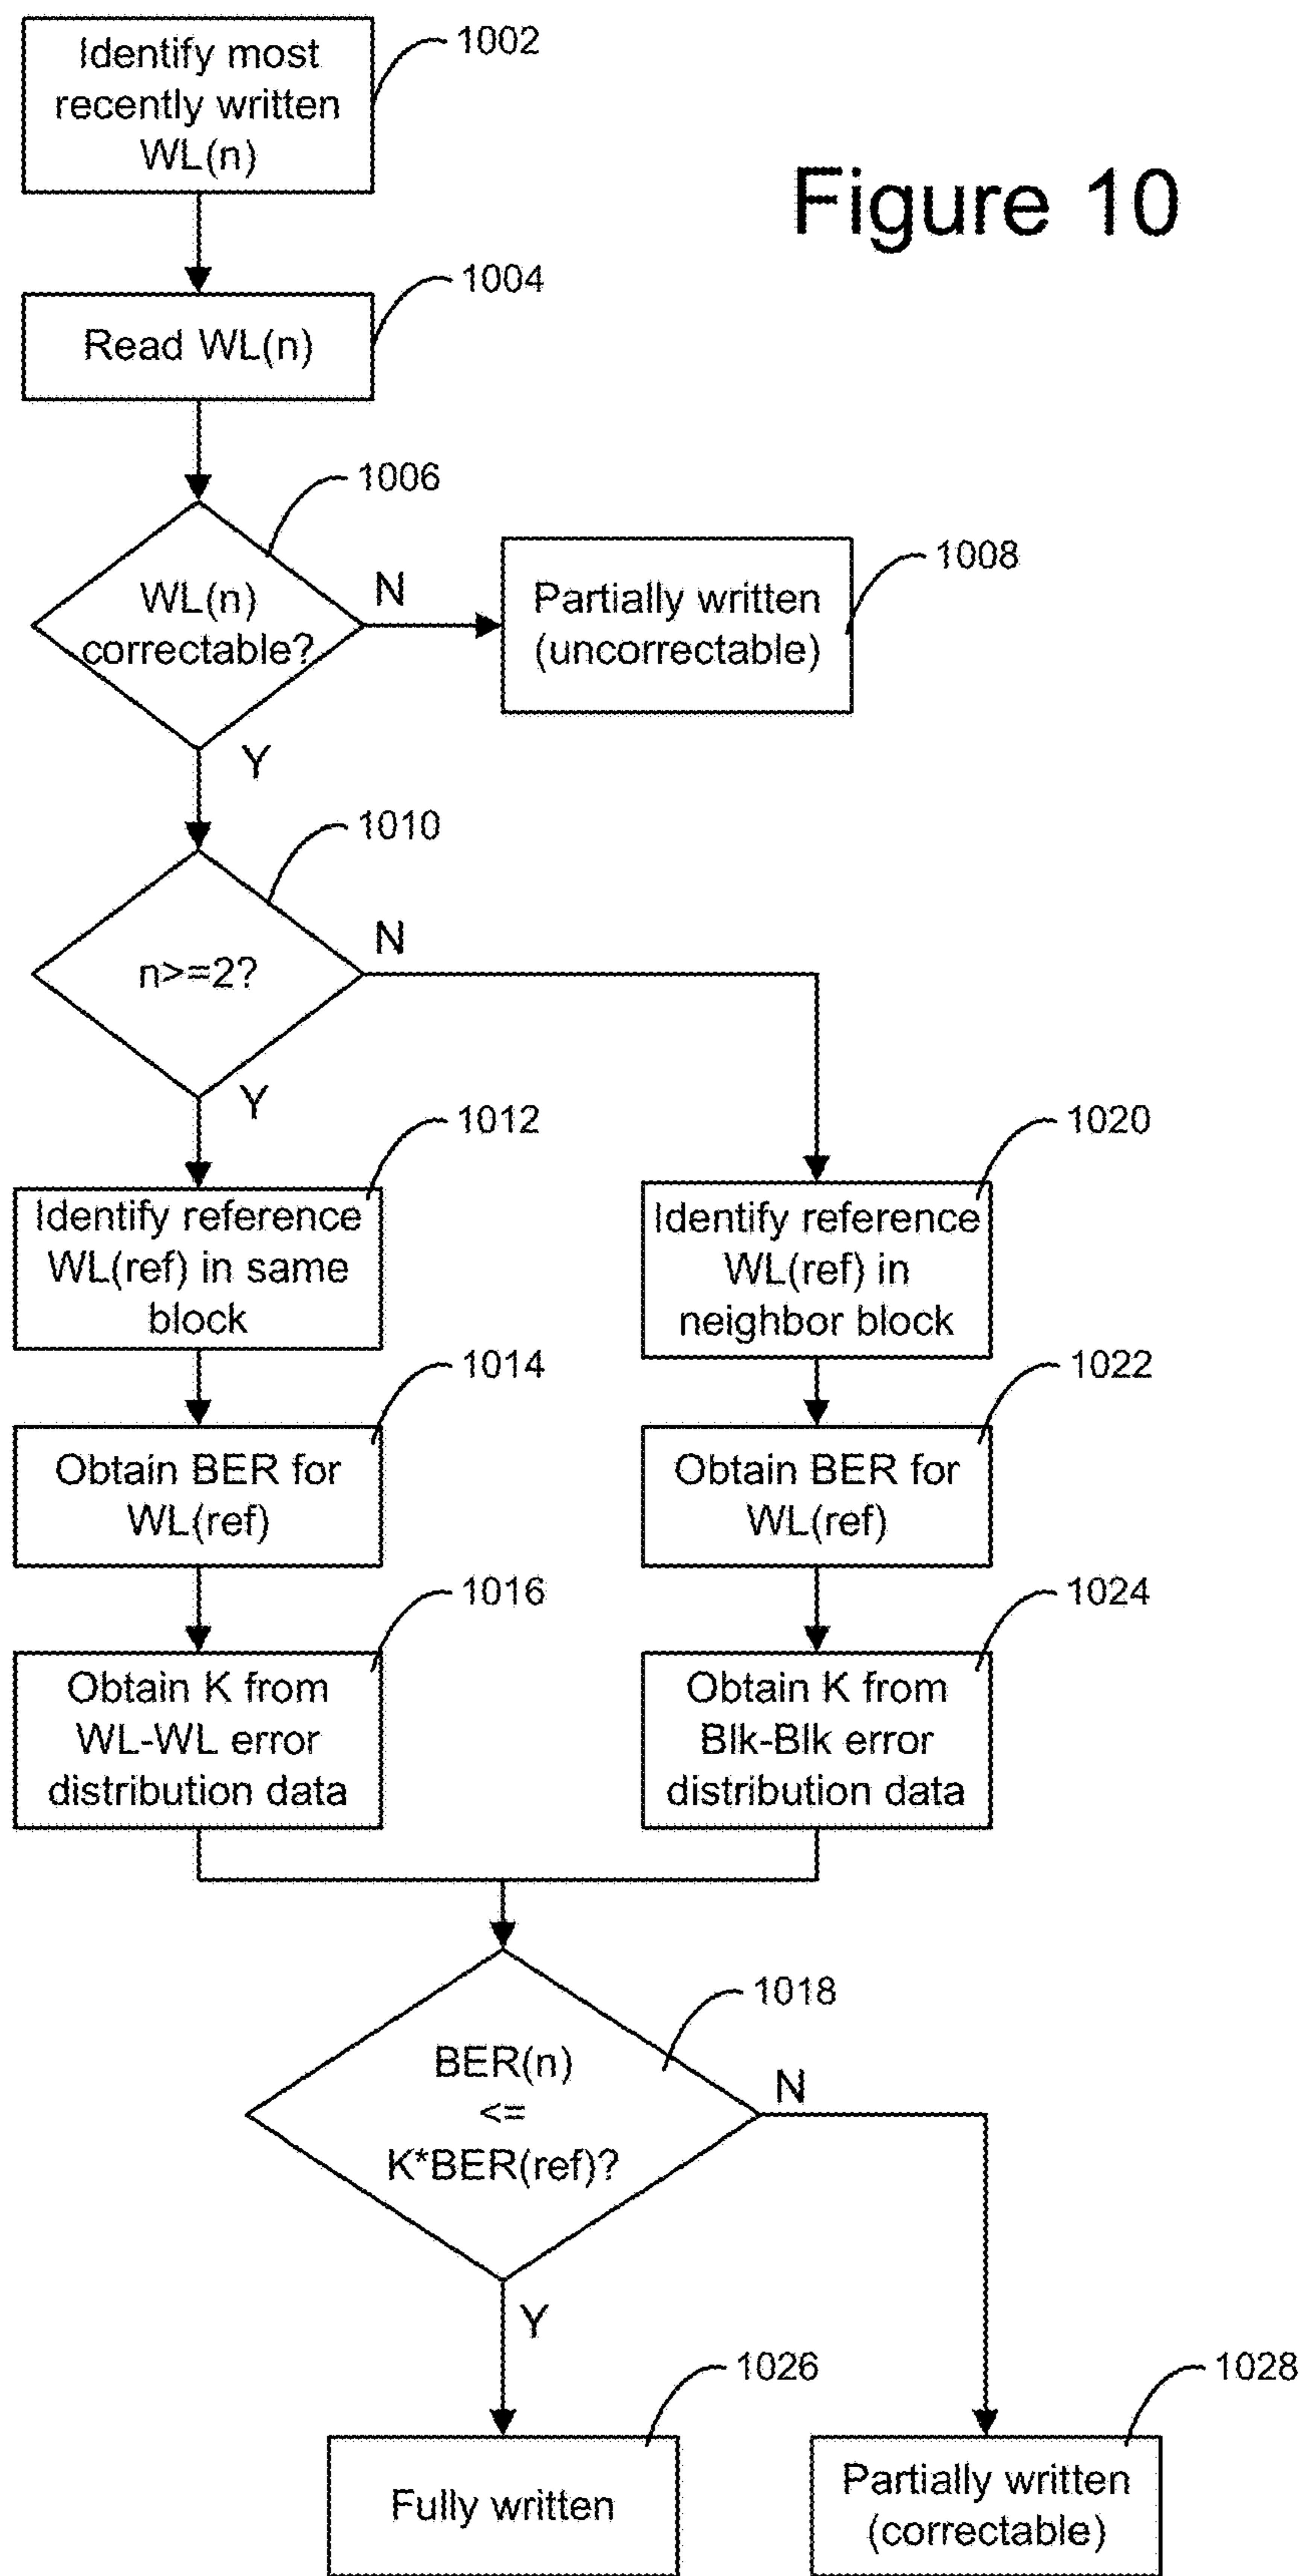 Figure 10
Identify most
recently written
WL(n)
1002
Read WL(n)
1004
WL(n)
correctable?
1006
N
Y
Partially written
(uncorrectable)
1008
n>=2?
1010
N
Y
Identify reference
WL(ref) in same
block
1012
Obtain BER for
WL(ref)
1014
Obtain K from
WL-WL error
distribution data
1016
Identify reference
WL(ref) in
neighbor block
1020
Obtain BER for
WL(ref)
1022
Obtain K from
Blk-Blk error
distribution data
1024
BER(n)
<=
K*BER(ref)?
1018
N
Y
Fully written
1026
Partially written
(correctable)
1028